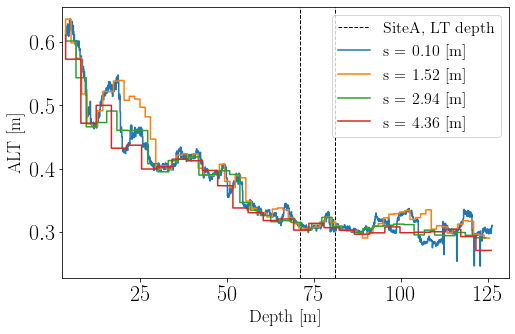 SiteA, LT depth
s = 0.10 [m]
s = 1.52 [m]
s = 2.94 [m]
s = 4.36 [m]
ALT [m]
0.6
0.5
0.4
0.3
25 50 75 100 125
Depth [m]